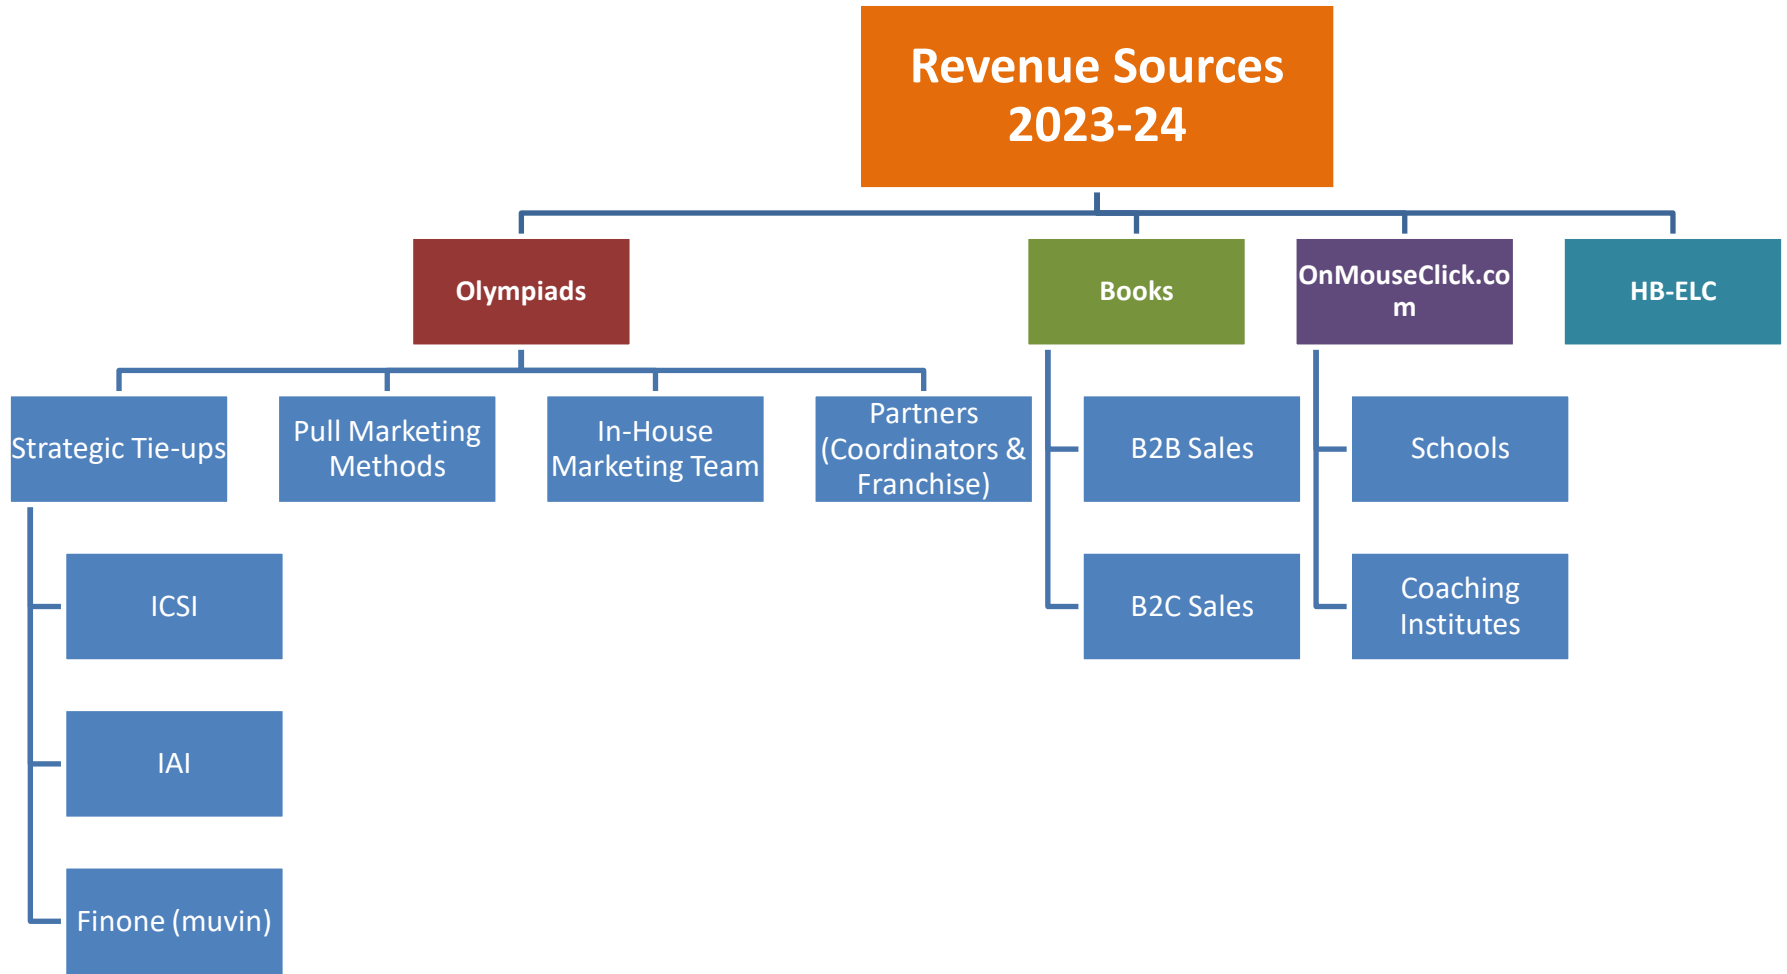 Revenue Sources
2023-24
Olympiads
Books
OnMouseClick.co
m
HB-ELC
Strategic Tie-ups
Pull Marketing
Methods
In-House
Marketing Team
Partners
(Coordinators &
Franchise)
B2B Sales
Schools
ICSI
B2C Sales
Coaching
Institutes
IAI
Finone (muvin)